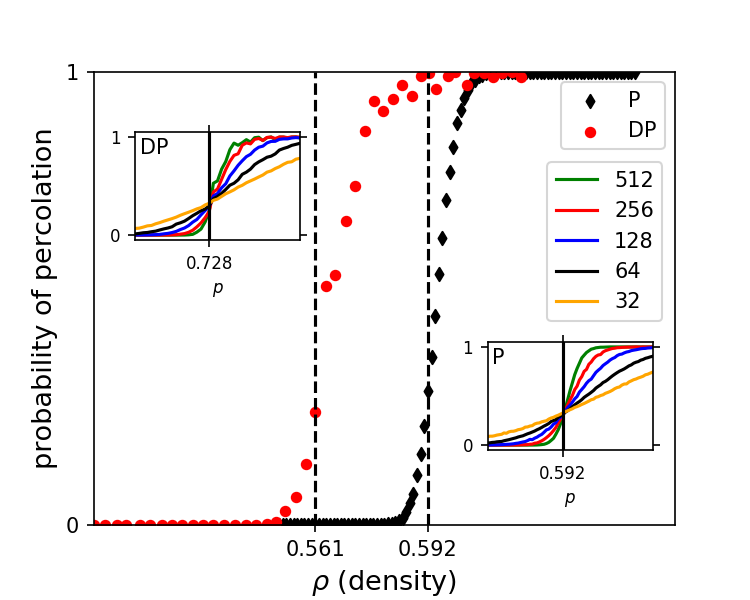 probability of percolation
1
0
P
DP
512
256
128
64
32
DP
1
0
0.728
p
P
1
0
0.592
p
0.561
0.592
ρ (density)